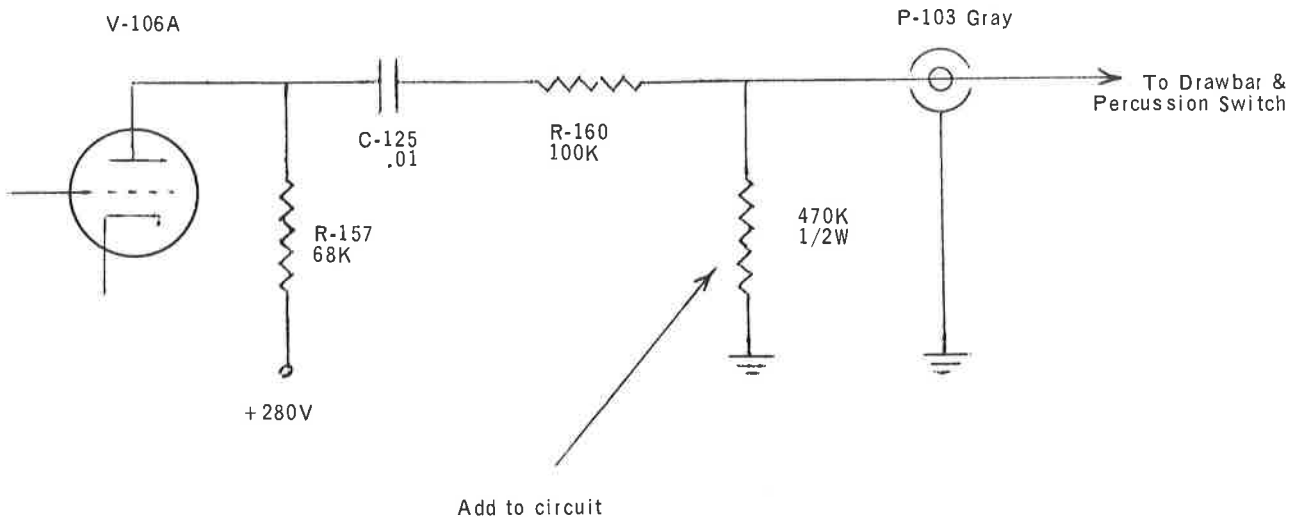 V-106A
P-103 Gray
To Drawbar &
Percussion Switch
C-125
.01
R-160
100K
R-157
68K
470K
1/2W
+280V
Add to circuit